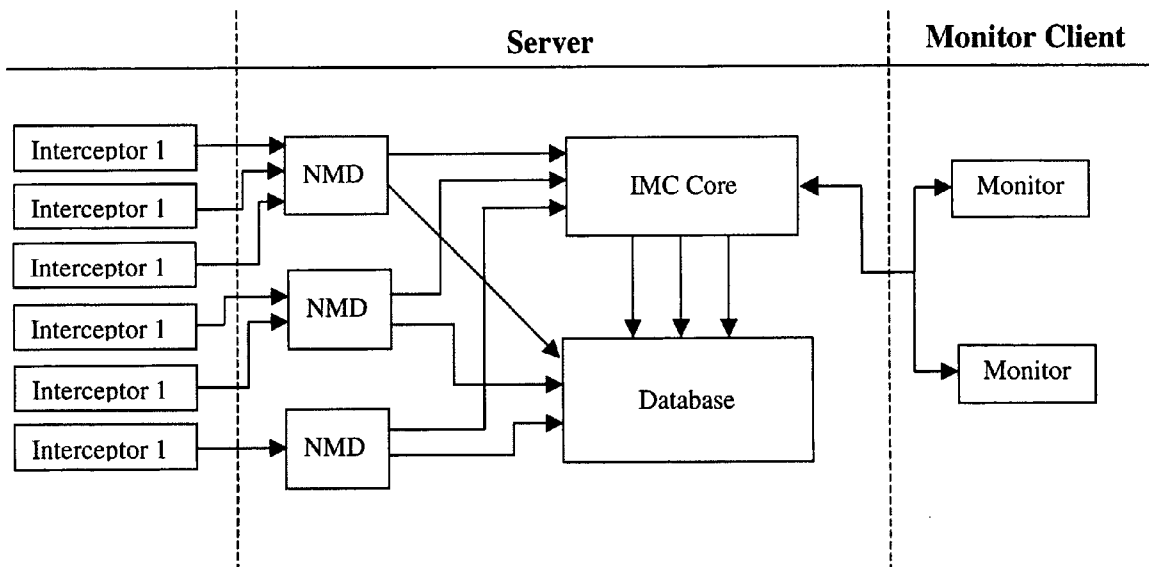 Server
Monitor Client
Interceptor 1
Interceptor 1
Interceptor 1
Interceptor 1
Interceptor 1
Interceptor 1
NMD
NMD
NMD
IMC Core
Database
Monitor
Monitor